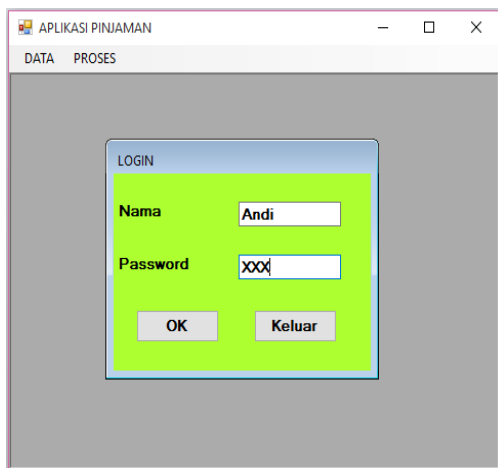 APLIKASI PINJAMAN
DATA PROSES
LOGIN
Nama Andi
Password XXX
OK Keluar